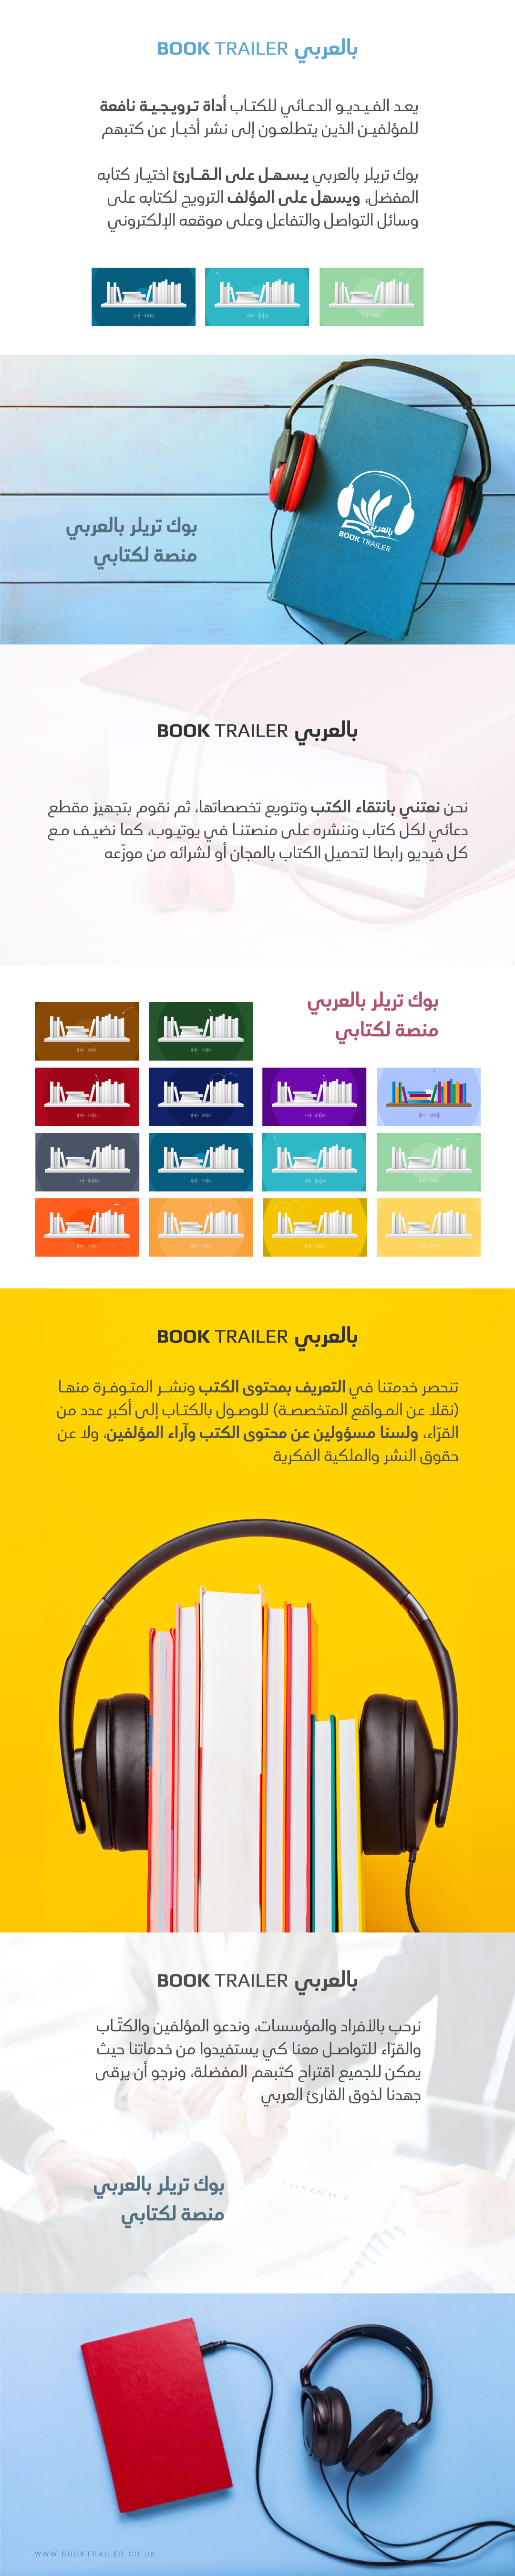 BOOK TRAILER بالعربي
يعد الفيديو الدعائي للكتاب أداة ترويجية نافعة
للمؤلفين الذين يتطلعون إلى نشر أخبار عن كتبهم
بوك تريلر بالعربي يسهل على القارئ اختيار كتابه
المفضل، ويسهل على المؤلف الترويج لكتابه على
وسائل التواصل والتفاعل وعلى موقعه الإلكتروني
بالعربي
BOOK TRAILER
بوك تريلر بالعربي
منصة لكتابي
BOOK TRAILER بالعربي
نحن نعتني بانتقاء الكتب وتنويع تخصصاتها، ثم نقوم بتجهيز مقطع
دعائي لكل كتاب وننشره على منصتنا في يوتيوب، كما نضيف مع
كل فيديو رابطا لتحميل الكتاب بالمجان أو لشرائه من موزّعه
بوك تريلر بالعربي
منصة لكتابي
BOOK TRAILER بالعربي
تنحصر خدمتنا في التعريف بمحتوى الكتب ونشر المتوفرة منها
(نقلا عن المواقع المتخصصة) للوصول بالكتاب إلى أكبر عدد من
القرّاء، ولسنا مسؤولين عن محتوى الكتب وآراء المؤلفين، ولا عن
حقوق النشر والملكية الفكرية
BOOK TRAILER بالعربي
نرحب بالأفراد والمؤسسات، وندعو المؤلفين والكتّاب
والقرّاء للتواصل معنا كي يستفيدوا من خدماتنا حيث
يمكن للجميع اقتراح كتبهم المفضلة، ونرجو أن يرقى
جهدنا لذوق القارئ العربي
CONTRACT
بوك تريلر بالعربي
منصة لكتابي
WWW.BOOKTRAILER.CO.UK